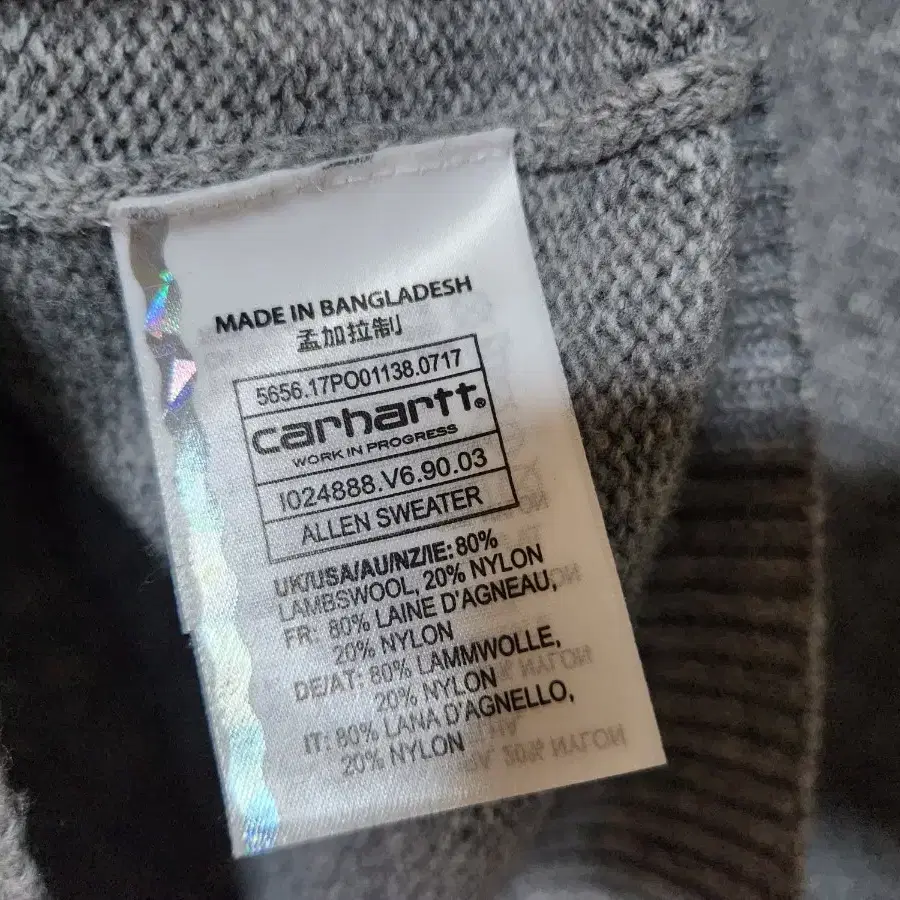 MADE IN BANGLADESH
孟加拉制
5656.17PO01138.0717
carhartt®
WORK IN PROGRESS
I024888.V6.90.03
ALLEN SWEATER
UK/USA/AU/NZ/IE: 80%
LAMBSWOOL, 20% NYLON
FR: 80% LAINE D'AGNEAU,
20% NYLON
DE/AT: 80% LAMMWOLLE,
20% NYLON
IT: 80% LANA D'AGNELLO,
20% NYLON